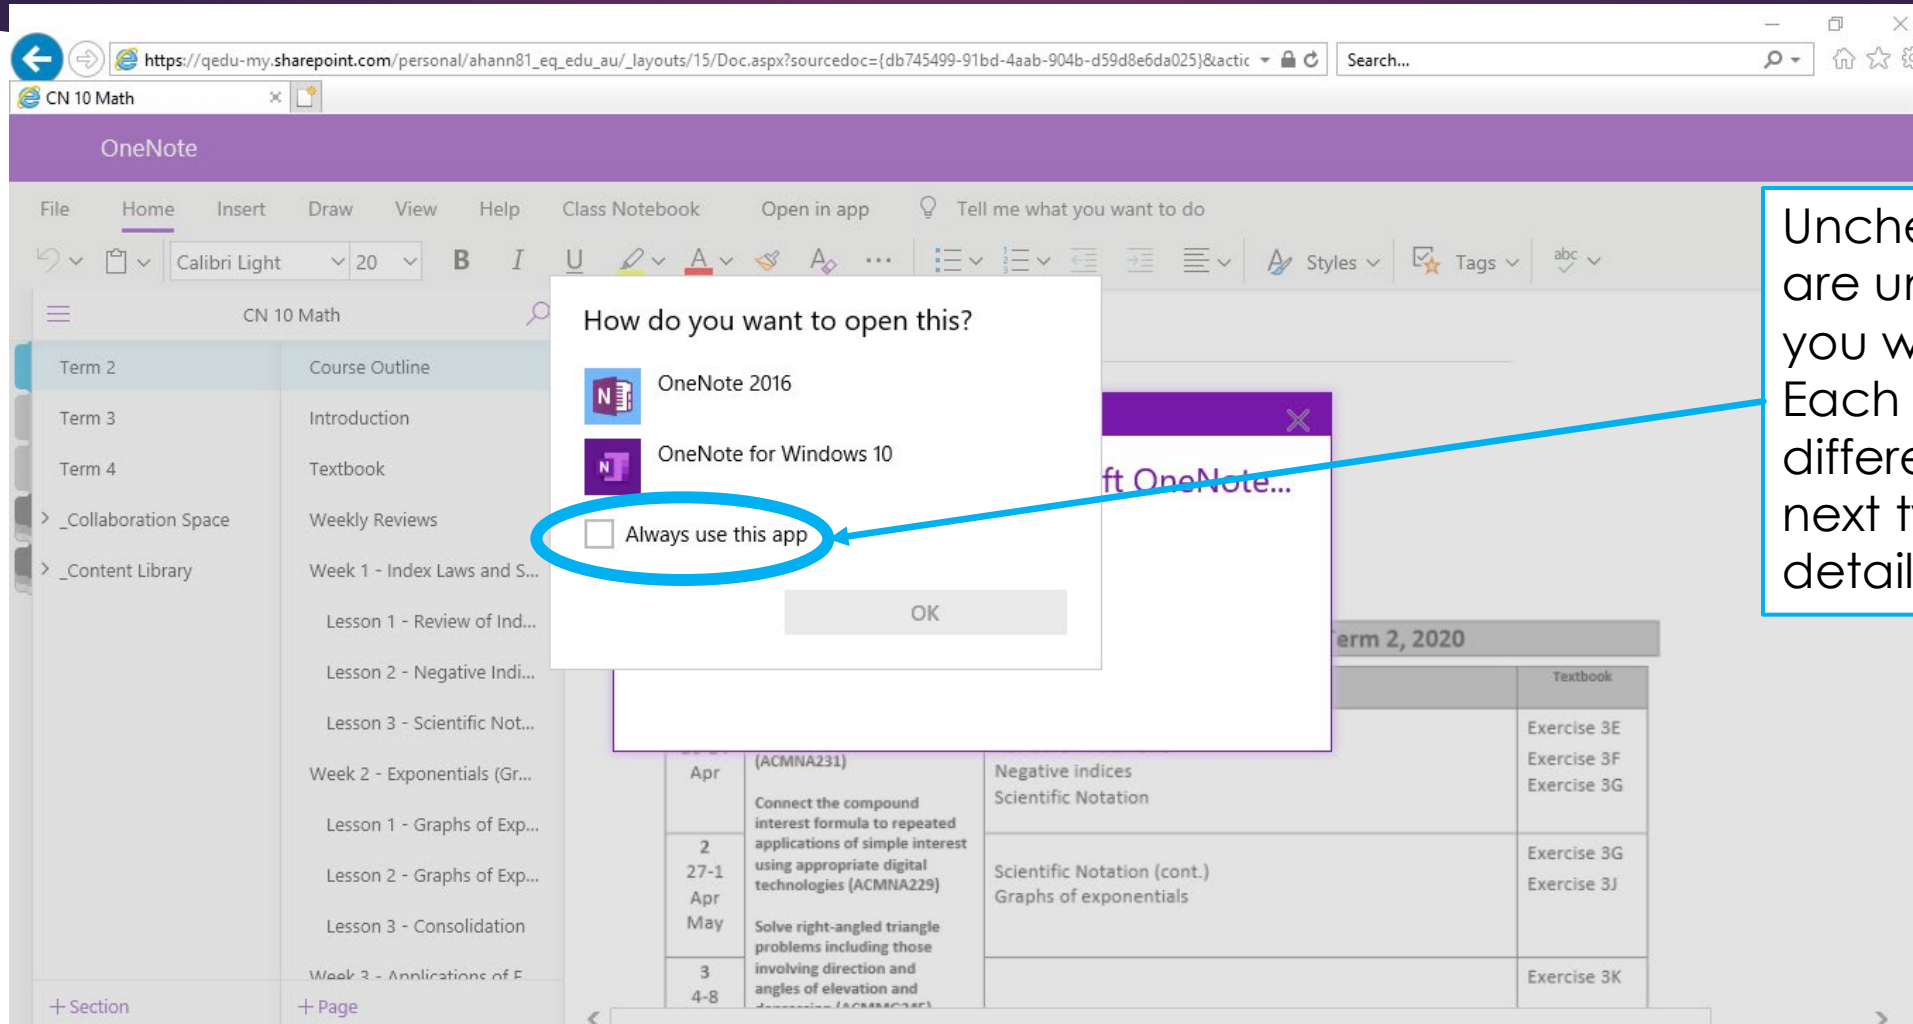 https://qedu-my.sharepoint.com/personal/ahann81_eq_edu_au/_layouts/15/Doc.aspx?sourcedoc={db745499-91bd-4aab-904b-d59d8e6da025}&actic
Search...
CN 10 Math
OneNote
File Home Insert Draw View Help Class Notebook Open in app Tell me what you want to do
Calibri Light 20 B I U A A Styles Tags abc
CN 10 Math
Term 2
Term 3
Term 4
_Collaboration Space
_Content Library
+ Section
Course Outline
Introduction
Textbook
Weekly Reviews
Week 1 - Index Laws and S...
Lesson 1 - Review of Ind...
Lesson 2 - Negative Indi...
Lesson 3 - Scientific Not...
Week 2 - Exponentials (Gr...
Lesson 1 - Graphs of Exp...
Lesson 2 - Graphs of Exp...
Lesson 3 - Consolidation
Week 3 - Applications of
+ Page
How do you want to open this?
OneNote 2016
OneNote for Windows 10
Always use this app
OK
ft OneNote...
erm 2, 2020
Textbook
Apr
(ACMNA231)
Connect the compound
interest formula to repeated
applications of simple interest
using appropriate digital
technologies (ACMNA229)
Solve right-angled triangle
problems including those
involving direction and
angles of elevation and
Negative indices
Scientific Notation
Exercise 3E
Exercise 3F
Exercise 3G
2
27-1
Apr
May
Scientific Notation (cont.)
Graphs of exponentials
Exercise 3G
Exercise 3J
3
4-8
Exercise 3K
Unche
are ur
you w
Each
differe
next t
detail